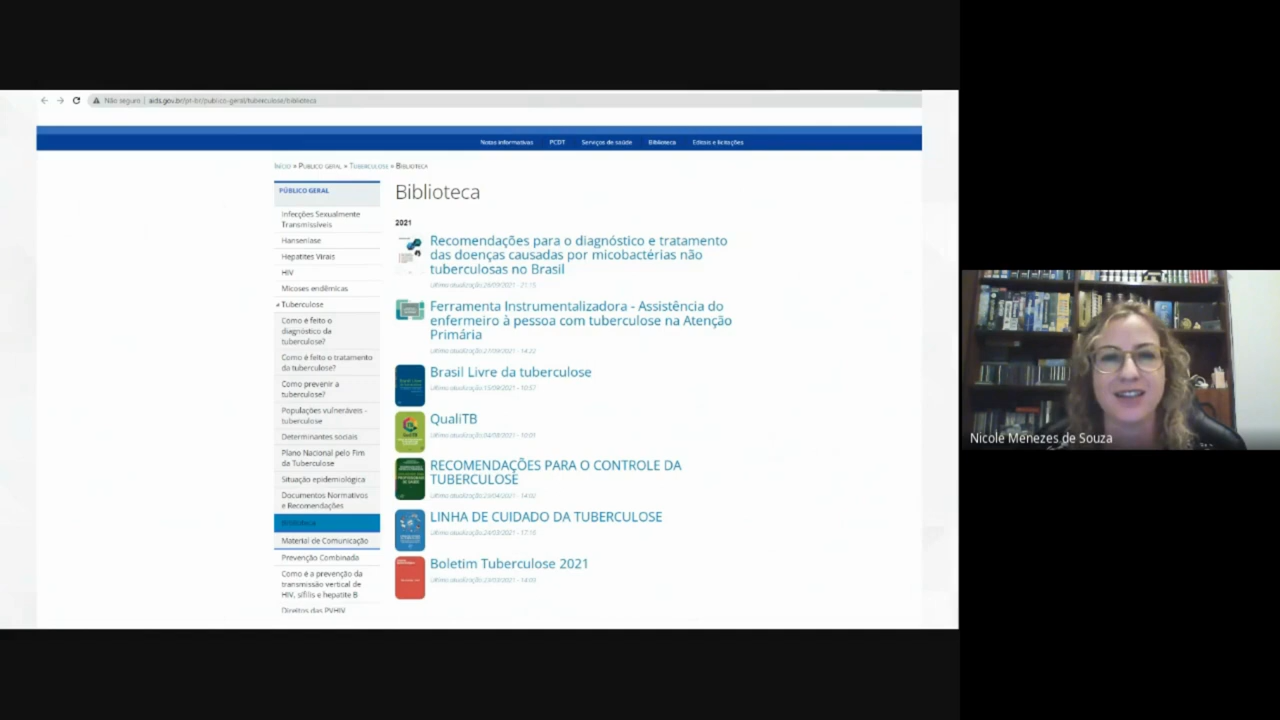 Não seguro | aids.gov.br/pt-br/publico-geral/tuberculose/biblioteca
Notas informativas PCDT Serviços de saúde Biblioteca Editais e licitações
INÍCIO » PÚBLICO GERAL » TUBERCULOSE » BIBLIOTECA
PÚBLICO GERAL
Infecções Sexualmente
Transmissíveis
Hanseníase
Hepatites Virais
HIV
Micoses endêmicas
Tuberculose
Como é feito o
diagnóstico da
tuberculose?
Como é feito o tratamento
da tuberculose?
Como prevenir a
tuberculose?
Populações vulneráveis -
tuberculose
Determinantes sociais
Plano Nacional pelo Fim
da Tuberculose
Situação epidemiológica
Documentos Normativos
e Recomendações
Biblioteca
Material de Comunicação
Prevenção Combinada
Como é a prevenção da
transmissão vertical de
HIV, sífilis e hepatite B
Direitos das PVHIV
Biblioteca
2021
Recomendações para o diagnóstico e tratamento
das doenças causadas por micobactérias não
tuberculosas no Brasil
Ferramenta Instrumentalizadora - Assistência do
enfermeiro à pessoa com tuberculose na Atenção
Primária
Brasil Livre da tuberculose
QualiTB
RECOMENDAÇÕES PARA O CONTROLE DA
TUBERCULOSE
LINHA DE CUIDADO DA TUBERCULOSE
Boletim Tuberculose 2021
Nicole Menezes de Souza